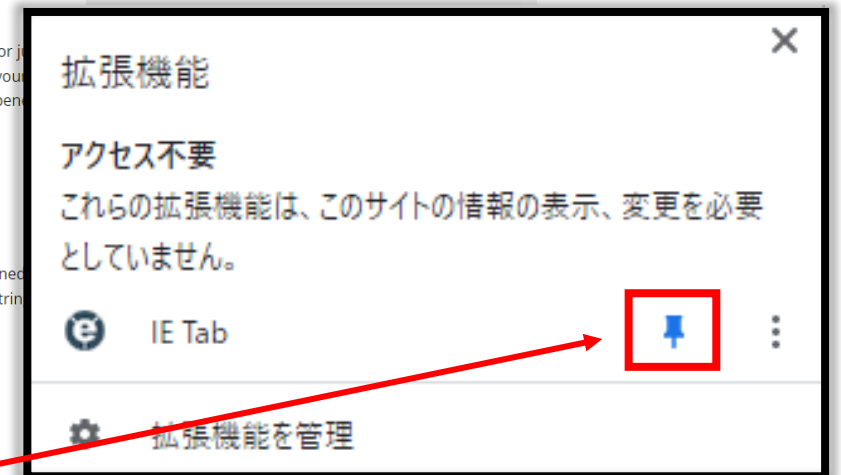 拡張機能
アクセス不要
これらの拡張機能は、このサイトの情報の表示、変更を必要
としていません。
IE Tab
拡張機能を管理